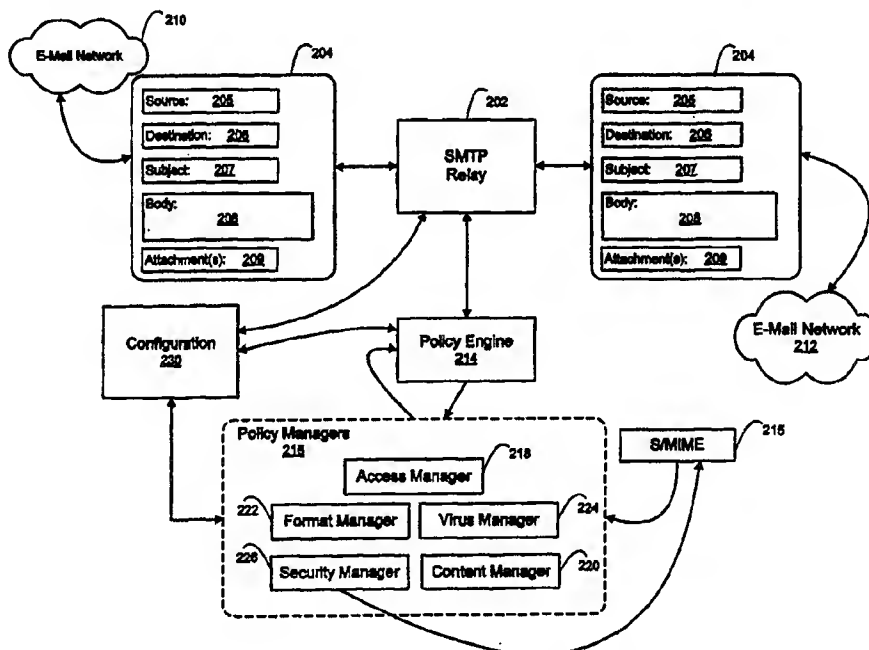 210
E-Mail Network
204
Source: 205
Destination: 206
Subject: 207
Body:
208
Attachment(s): 209
202
SMTP
Relay
204
Source: 205
Destination: 206
Subject: 207
Body:
208
Attachment(s): 209
E-Mail Network
212
Configuration
230
Policy Engine
214
Policy Managers
216
218
Access Manager
222
Format Manager
Virus Manager
224
226
Security Manager
Content Manager
220
S/MIME
215